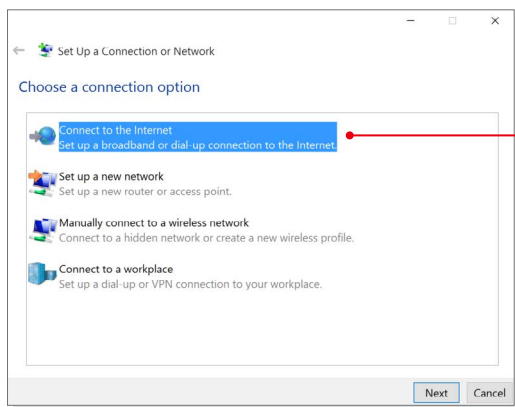 Set Up a Connection or Network
Choose a connection option
Connect to the Internet
Set up a broadband or dial-up connection to the Internet.
Set up a new network
Set up a new router or access point.
Manually connect to a wireless network
Connect to a hidden network or create a new wireless profile.
Connect to a workplace
Set up a dial-up or VPN connection to your workplace.
Next Cancel